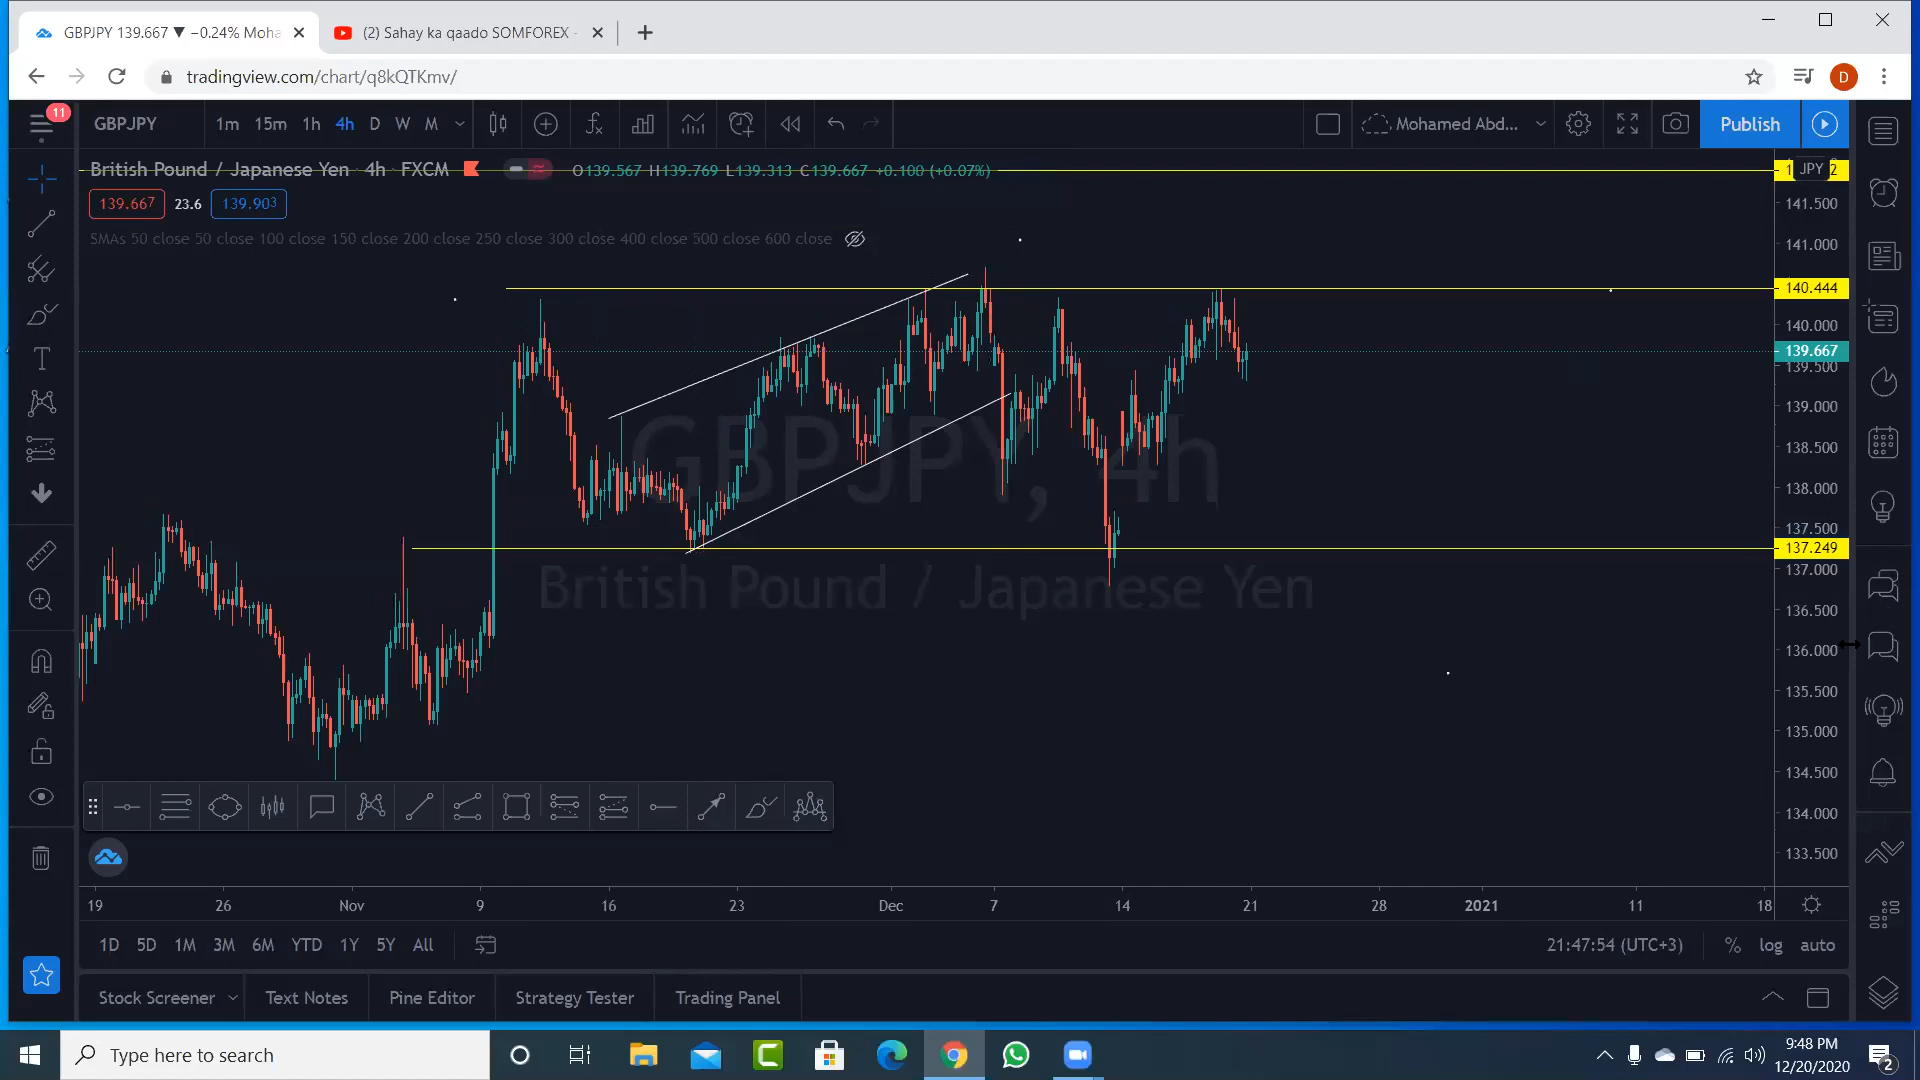 GBPJPY 139.667 ▼ −0.24% Moha
(2) Sahay ka qaado SOMFOREX -
tradingview.com/chart/q8kQTKmv/
D
11
GBPJPY
1m 15m 1h 4h D W M
Mohamed Abd...
Publish
British Pound / Japanese Yen · 4h · FXCM
O139.567 H139.769 L139.313 C139.667 +0.100 (+0.07%)
JPY
139.667 23.6 139.903
141.500
SMAs 50 close 50 close 100 close 150 close 200 close 250 close 300 close 400 close 500 close 600 close
141.000
140.444
140.000
139.667
139.500
139.000
138.500
138.000
137.500
137.249
137.000
136.500
136.000
135.500
135.000
134.500
134.000
133.500
GBPJPY, 4h
British Pound / Japanese Yen
19 26 Nov 9 16 23 Dec 7 14 21 28 2021 11 18
1D 5D 1M 3M 6M YTD 1Y 5Y All
21:47:54 (UTC+3) % log auto
Stock Screener Text Notes Pine Editor Strategy Tester Trading Panel
Type here to search
9:48 PM
12/20/2020
2